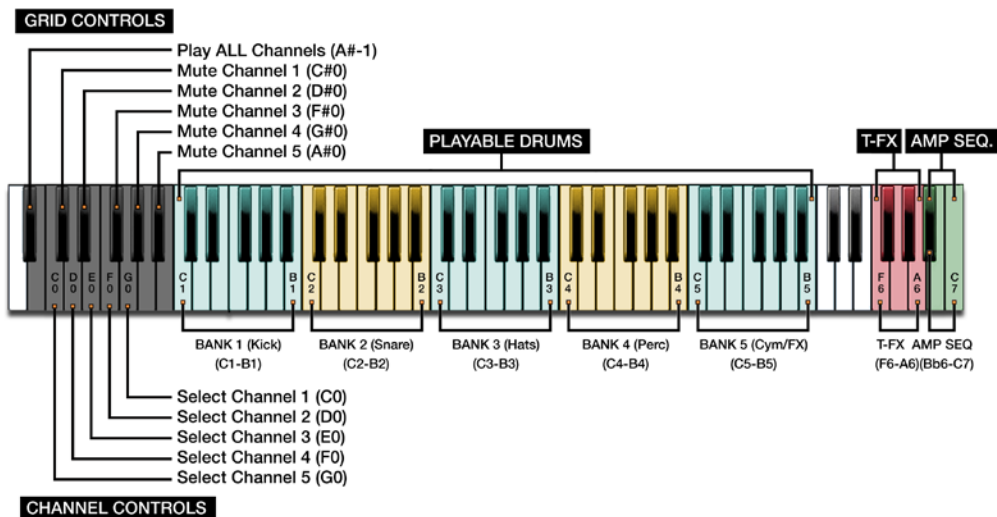 GRID CONTROLS
Play ALL Channels (A#-1)
Mute Channel 1 (C#0)
Mute Channel 2 (D#0)
Mute Channel 3 (F#0)
Mute Channel 4 (G#0)
Mute Channel 5 (A#0)
PLAYABLE DRUMS
T-FX
AMP SEQ.
C0 D0 E0 F0 G0 C1 B1 C2 B2 C3 B3 C4 B4 C5 B5 F6 A6 C7
BANK 1 (Kick)
(C1-B1)
BANK 2 (Snare)
(C2-B2)
BANK 3 (Hats)
(C3-B3)
BANK 4 (Perc)
(C4-B4)
BANK 5 (Cym/FX)
(C5-B5)
T-FX
(F6-A6)
AMP SEQ
(Bb6-C7)
Select Channel 1 (C0)
Select Channel 2 (D0)
Select Channel 3 (E0)
Select Channel 4 (F0)
Select Channel 5 (G0)
CHANNEL CONTROLS